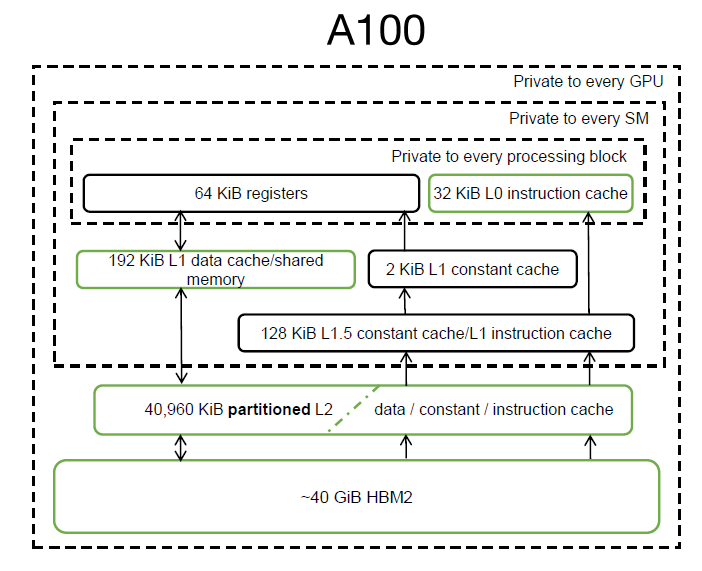 A100
Private to every GPU
Private to every SM
Private to every processing block
64 KiB registers
32 KiB L0 instruction cache
192 KiB L1 data cache/shared
memory
2 KiB L1 constant cache
128 KiB L1.5 constant cache/L1 instruction cache
40,960 KiB partitioned L2 data / constant / instruction cache
~40 GiB HBM2